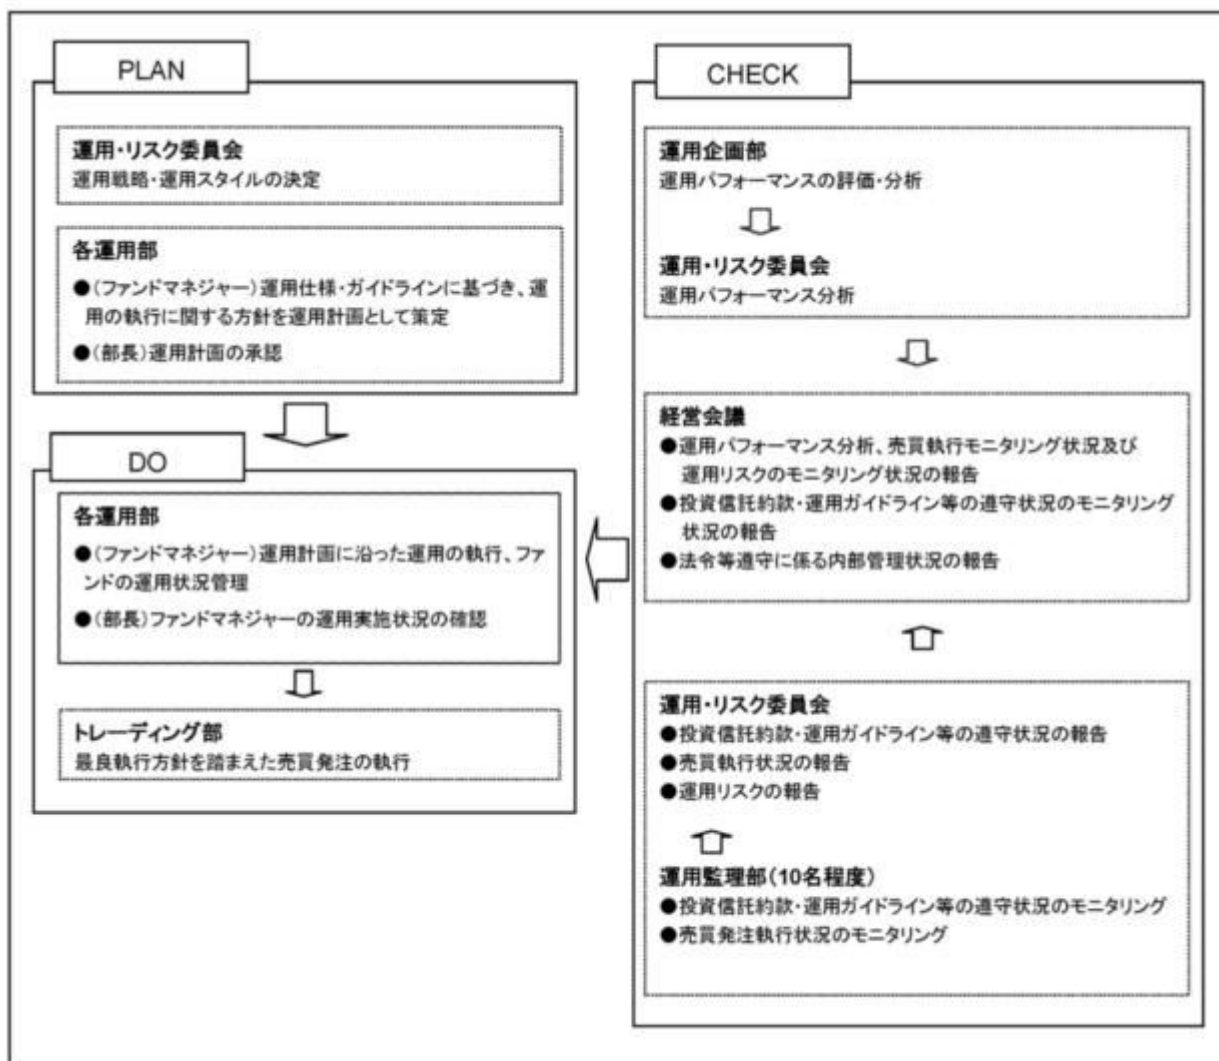 PLAN
運用・リスク委員会
運用戦略・運用スタイルの決定
各運用部
●(ファンドマネジャー)運用仕様・ガイドラインに基づき、運
用の執行に関する方針を運用計画として策定
●(部長)運用計画の承認
DO
各運用部
●(ファンドマネジャー)運用計画に沿った運用の執行、ファ
ンドの運用状況管理
●(部長)ファンドマネジャーの運用実施状況の確認
トレーディング部
最良執行方針を踏まえた売買発注の執行
CHECK
運用企画部
運用パフォーマンスの評価・分析
運用・リスク委員会
運用パフォーマンス分析
経営会議
●運用パフォーマンス分析、売買執行モニタリング状況及び
運用リスクのモニタリング状況の報告
●投資信託約款・運用ガイドライン等の遵守状況のモニタリング
状況の報告
●法令等遵守に係る内部管理状況の報告
運用・リスク委員会
●投資信託約款・運用ガイドライン等の遵守状況の報告
●売買執行状況の報告
●運用リスクの報告
運用監理部(10名程度)
●投資信託約款・運用ガイドライン等の遵守状況のモニタリング
●売買発注執行状況のモニタリング